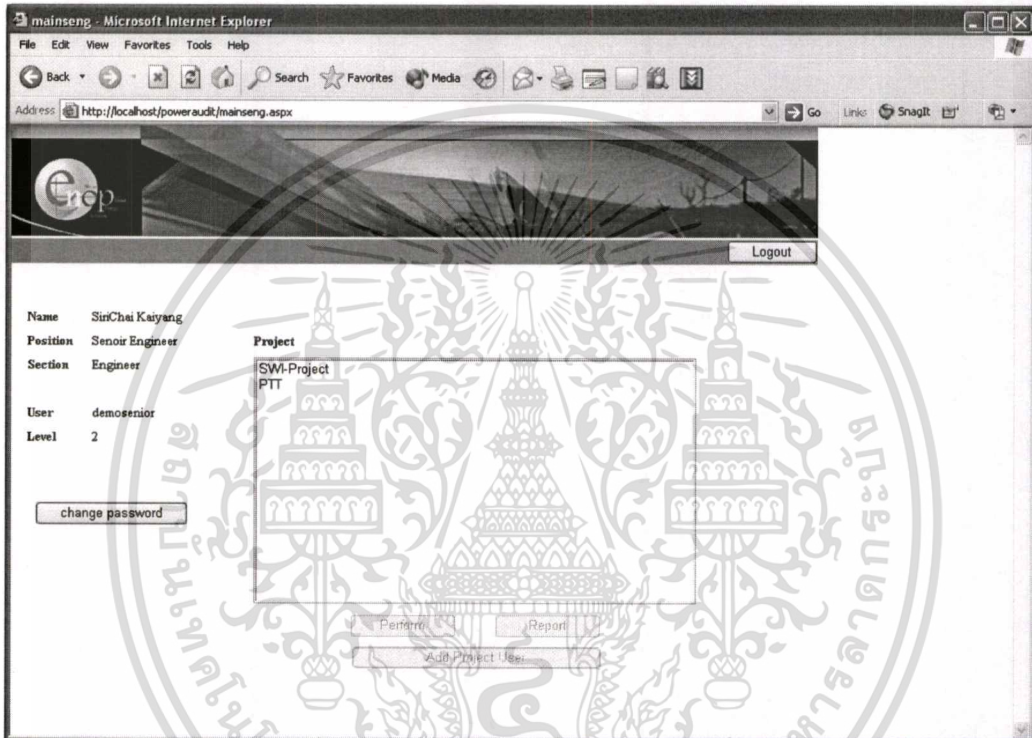 mainseng - Microsoft Internet Explorer
File Edit View Favorites Tools Help
Back Search Favorites Media
Address http://localhost/poweraudit/mainseng.aspx Go Links SnagIt
enep
Logout
Name SiriChai Kaiyang
Position Senoir Engineer
Section Engineer
User demosenior
Level 2
change password
Project
SWI-Project
PTT
Perform Report
Add Project User